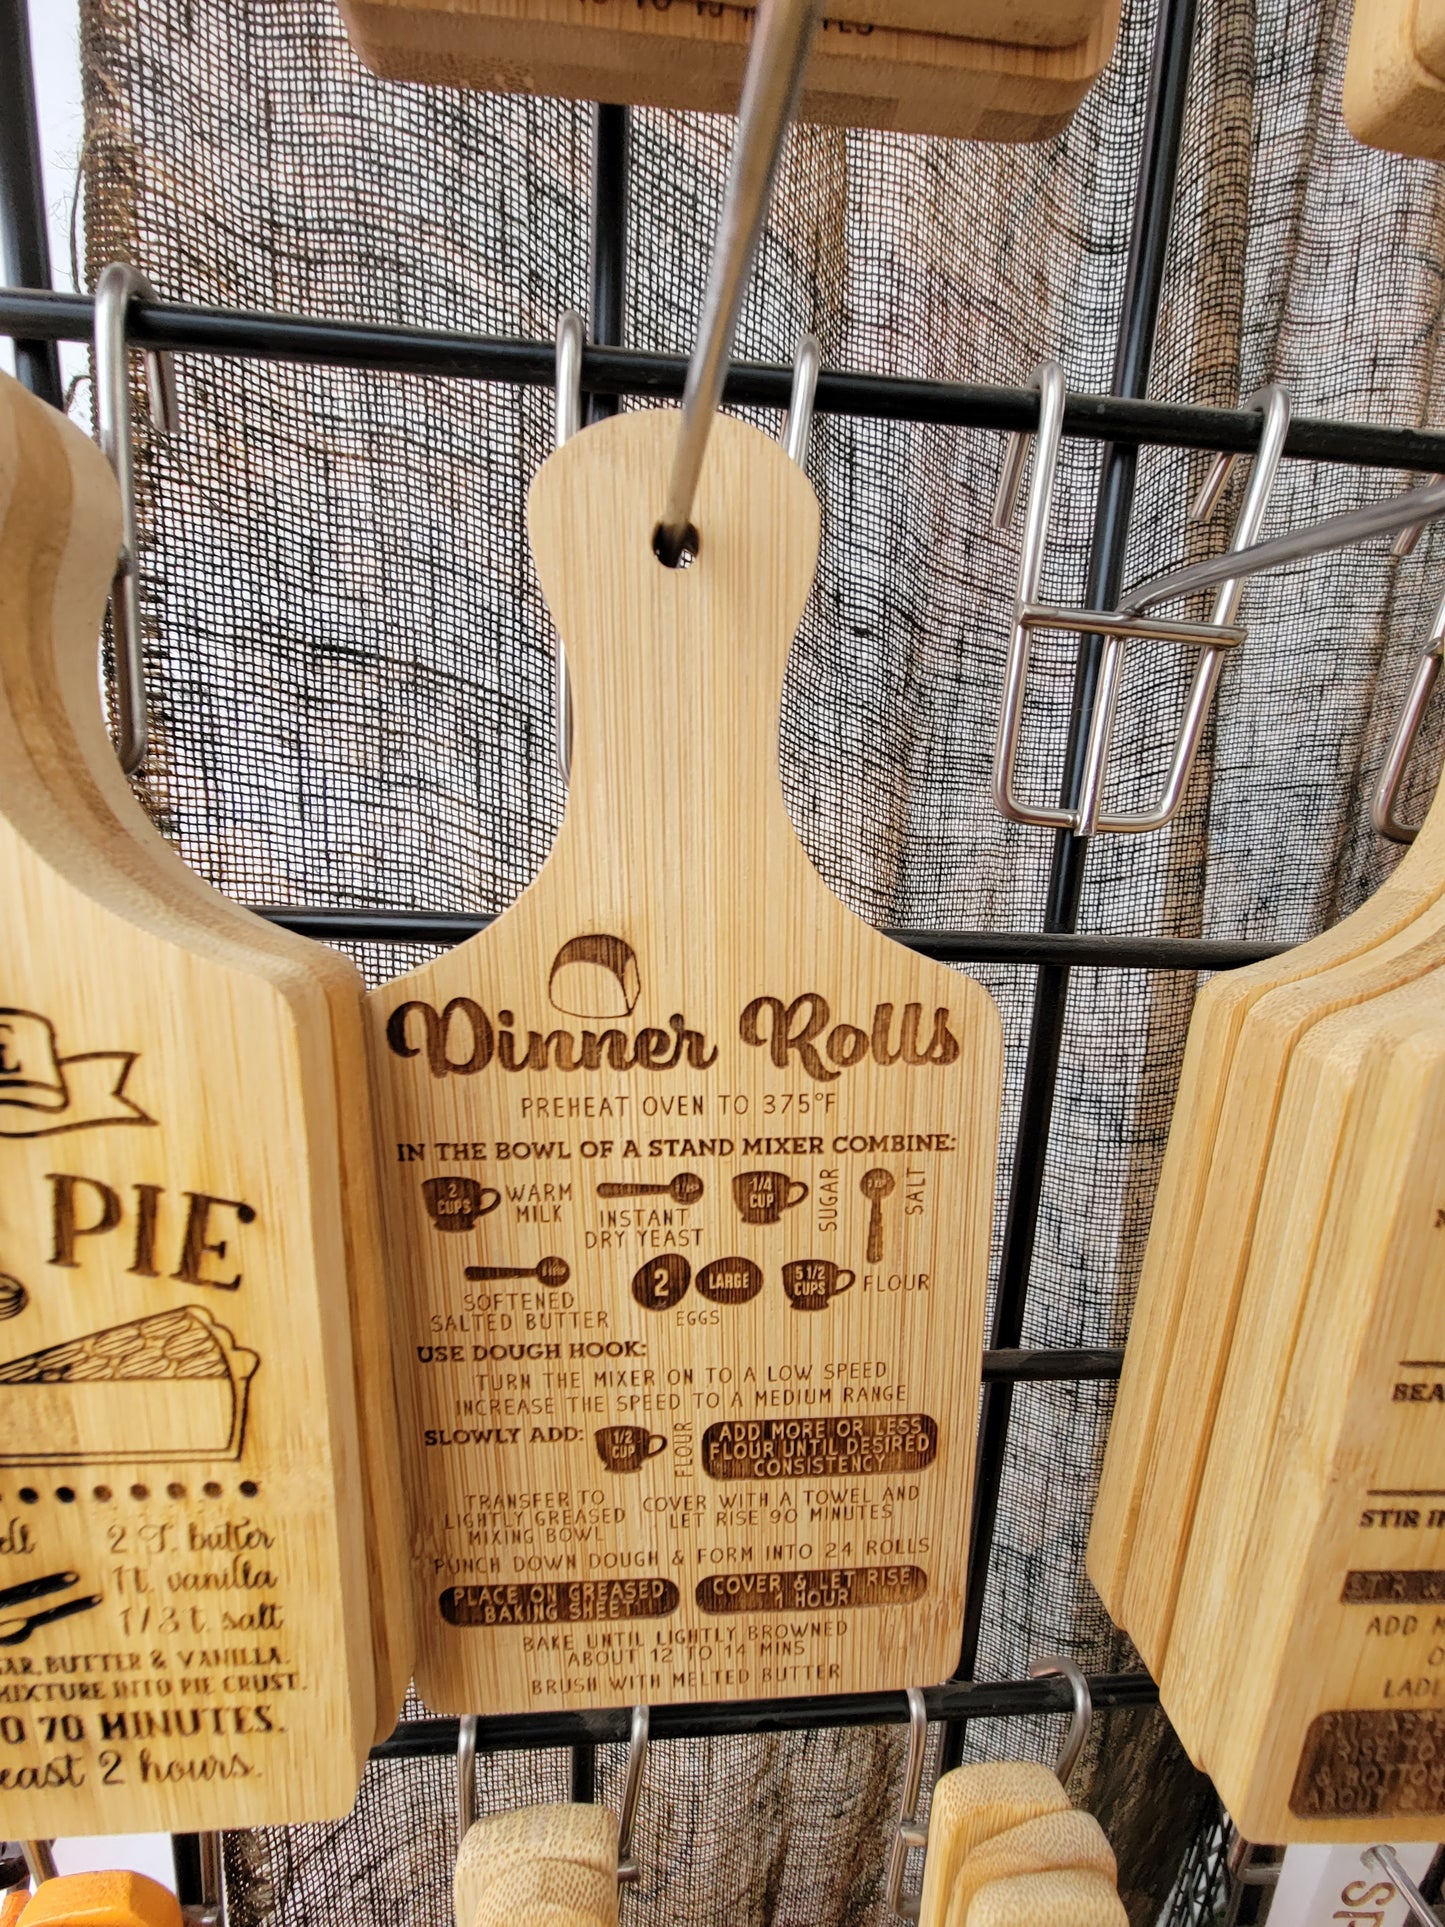 Dinner Rolls
PREHEAT OVEN TO 375°F
IN THE BOWL OF A STAND MIXER COMBINE:
2 CUPS
WARM MILK
INSTANT
DRY YEAST
1/4 CUP
SUGAR
SALT
SOFTENED
SALTED BUTTER
2
LARGE
EGGS
5 1/2 CUPS
FLOUR
USE DOUGH HOOK:
TURN THE MIXER ON TO A LOW SPEED
INCREASE THE SPEED TO A MEDIUM RANGE
SLOWLY ADD:
1/2 CUP
FLOUR
ADD MORE OR LESS
FLOUR UNTIL DESIRED
CONSISTENCY
TRANSFER TO
LIGHTLY GREASED
MIXING BOWL
COVER WITH A TOWEL AND
LET RISE 90 MINUTES
PUNCH DOWN DOUGH & FORM INTO 24 ROLLS
PLACE ON GREASED
BAKING SHEET
COVER & LET RISE
1 HOUR
BAKE UNTIL LIGHTLY BROWNED
ABOUT 12 TO 14 MINS
BRUSH WITH MELTED BUTTER
PIE
2 T. butter
1 t. vanilla
1/3 t. salt
BUTTER & VANILLA.
MIXTURE INTO PIE CRUST.
70 MINUTES.
2 hours.
STIR
ADD